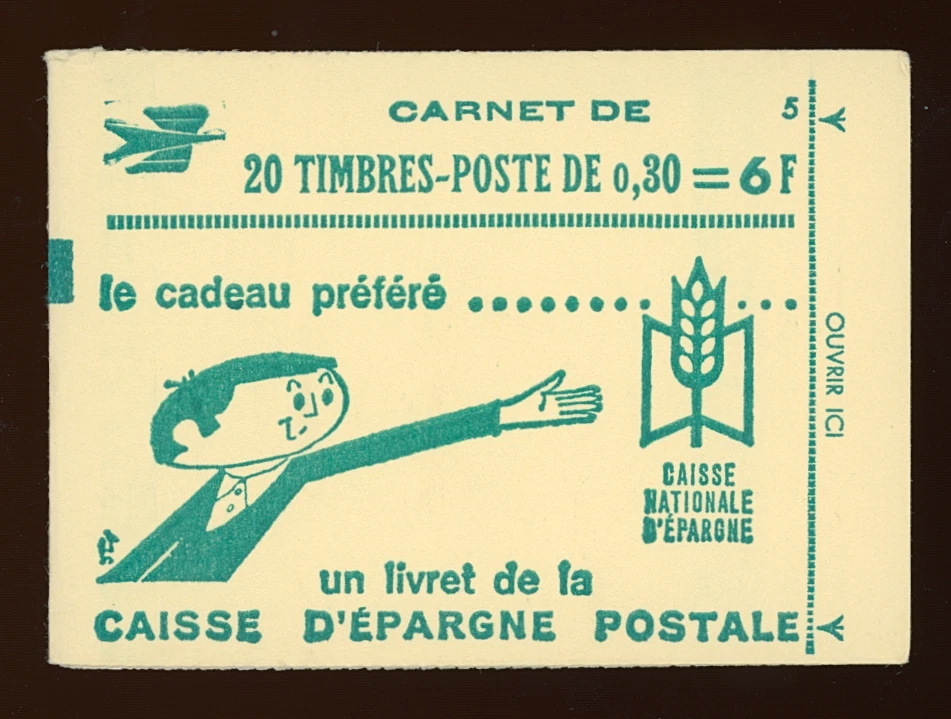 CARNET DE 5
20 TIMBRES-POSTE DE 0,30 = 6 F
le cadeau préféré ...........
CAISSE
NATIONALE
D'ÉPARGNE
un livret de la
CAISSE D'ÉPARGNE POSTALE
OUVRIR ICI